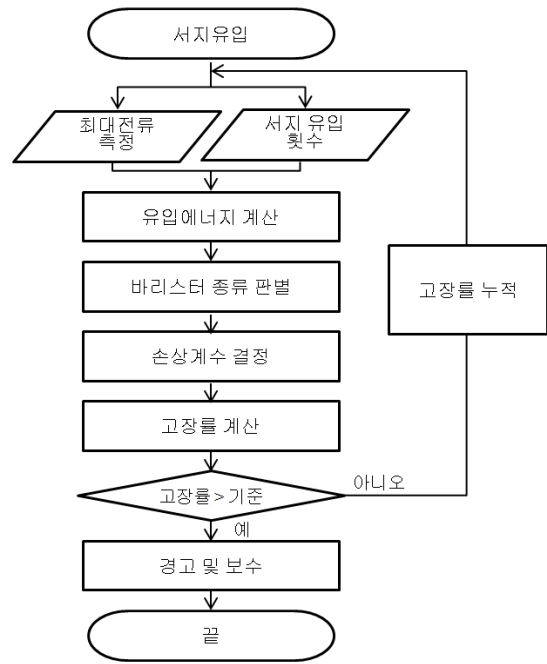 서지유입
최대전류
측정
서지 유입
횟수
유입에너지 계산
바리스터 종류 판별
고장률 누적
손상계수 결정
고장률 계산
고장률 > 기준
아니오
예
경고 및 보수
끝